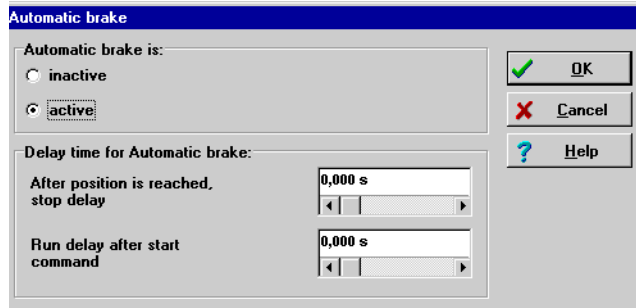 Automatic brake
Automatic brake is:
inactive
active
OK
Cancel
Help
Delay time for Automatic brake:
After position is reached,
stop delay
0,000 s
Run delay after start
command
0,000 s